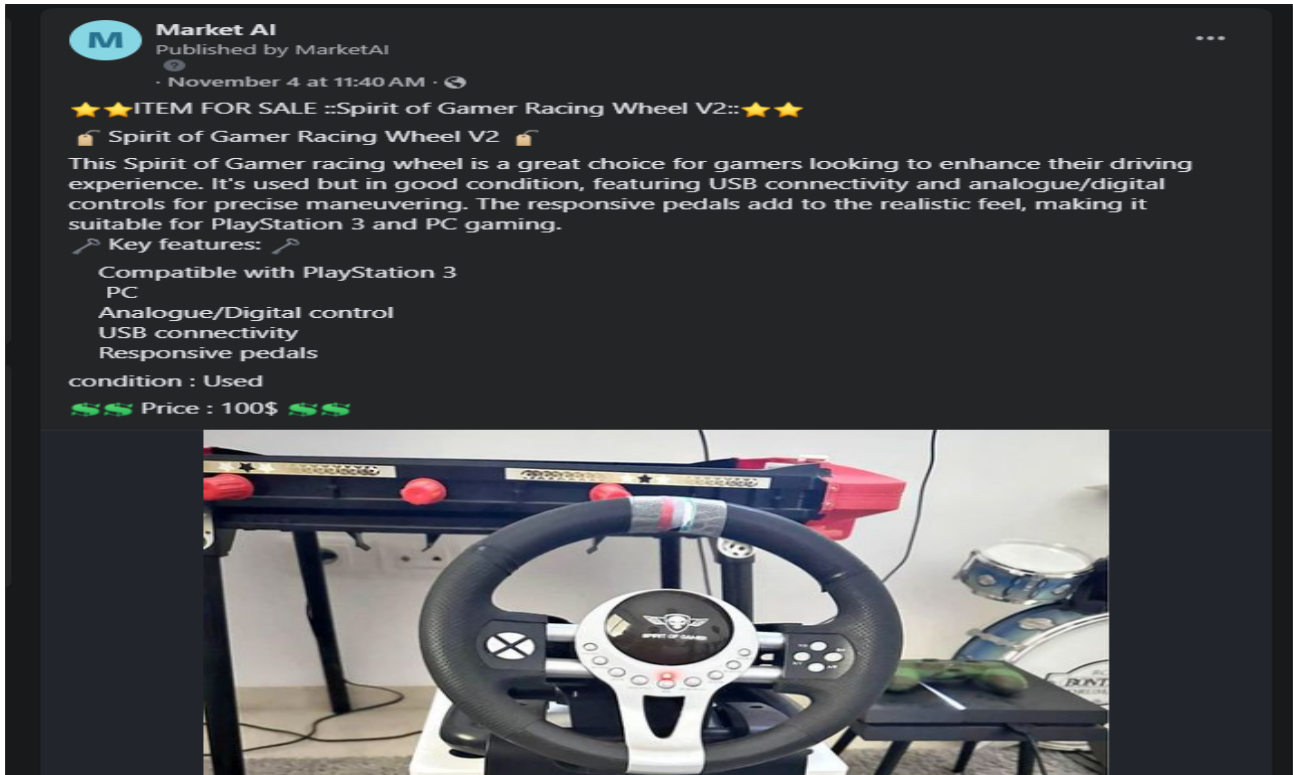 M
Market AI
Published by MarketAI
?
· November 4 at 11:40 AM ·
⭐⭐ITEM FOR SALE ::Spirit of Gamer Racing Wheel V2::⭐⭐
Spirit of Gamer Racing Wheel V2
This Spirit of Gamer racing wheel is a great choice for gamers looking to enhance their driving
experience. It's used but in good condition, featuring USB connectivity and analogue/digital
controls for precise maneuvering. The responsive pedals add to the realistic feel, making it
suitable for PlayStation 3 and PC gaming.
🗝 Key features: 🗝
Compatible with PlayStation 3
PC
Analogue/Digital control
USB connectivity
Responsive pedals
condition : Used
💲💲 Price : 100$ 💲💲
SPIRIT OF GAMER
BONT